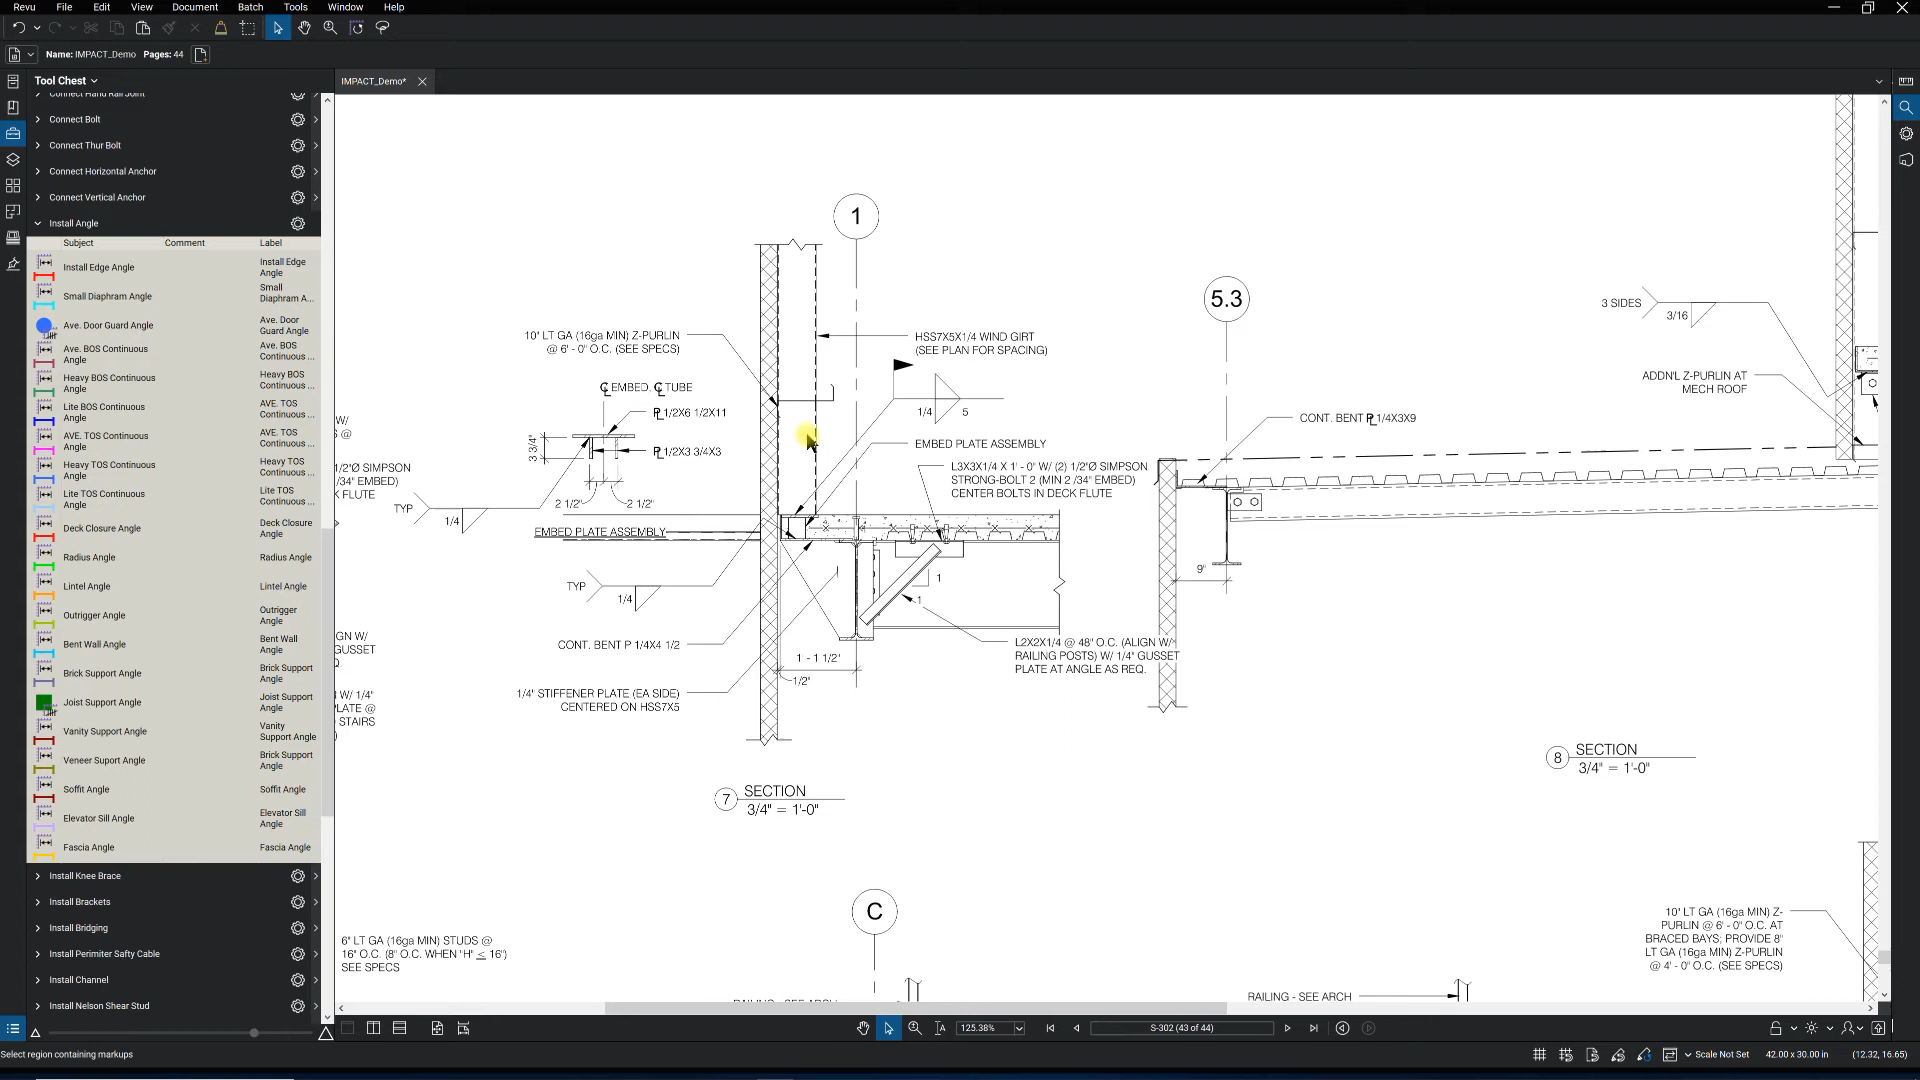 Revu File Edit View Document Batch Tools Window Help
Name: IMPACT_Demo Pages: 44
Tool Chest
IMPACT_Demo*
Connect Hand Rail Joint
Connect Bolt
Connect Thur Bolt
Connect Horizontal Anchor
Connect Vertical Anchor
Install Angle
Subject Comment Label
Install Edge Angle Install Edge
Angle
Small Diaphram Angle Small
Diaphram A...
Ave. Door Guard Angle Ave. Door
Guard Angle
Ave. BOS Continuous Ave. BOS
Angle Continuous ...
Heavy BOS Continuous Heavy BOS
Angle Continuous ...
Lite BOS Continuous AVE. TOS
Angle Continuous ...
AVE. TOS Continuous AVE. TOS
Angle Continuous ...
Heavy TOS Continuous Heavy TOS
Angle Continuous ...
Lite TOS Continuous Lite TOS
Angle Continuous ...
Deck Closure Angle Deck Closure
Angle
Radius Angle Radius Angle
Lintel Angle Lintel Angle
Outrigger Angle Outrigger
Angle
Bent Wall Angle Bent Wall
Angle
Brick Support Angle Brick Support
Angle
Joist Support Angle Joist Support
Angle
Vanity Support Angle Vanity
Support Angle
Veneer Suport Angle Brick Support
Angle
Soffit Angle Soffit Angle
Elevator Sill Angle Elevator Sill
Angle
Fascia Angle Fascia Angle
Install Knee Brace
Install Brackets
Install Bridging
Install Perimiter Safty Cable
Install Channel
Install Nelson Shear Stud
1
10" LT GA (16ga MIN) Z-PURLIN
@ 6' - 0" O.C. (SEE SPECS)
HSS7X5X1/4 WIND GIRT
(SEE PLAN FOR SPACING)
℄ EMBED. ℄ TUBE
℄ 1/2X6 1/2X11
3 3/4"
℄ 1/2X3 3/4X3
2 1/2" 2 1/2"
TYP
1/4
1/4 5
EMBED PLATE ASSEMBLY
L3X3X1/4 X 1' - 0" W/ (2) 1/2"Ø SIMPSON
STRONG-BOLT 2 (MIN 2 /34" EMBED)
CENTER BOLTS IN DECK FLUTE
EMBED PLATE ASSEMBLY
TYP
1/4
1
1
CONT. BENT P 1/4X4 1/2
1 - 1 1/2"
1/2"
1/4" STIFFENER PLATE (EA SIDE)
CENTERED ON HSS7X5
L2X2X1/4 @ 48" O.C. (ALIGN W/
RAILING POSTS) W/ 1/4" GUSSET
PLATE AT ANGLE AS REQ.
7 SECTION
3/4" = 1'-0"
W/
S @
1/2"Ø SIMPSON
/34" EMBED)
CK FLUTE
IGN W/
GUSSET
EQ.
N W/ 1/4"
LATE @
STAIRS
)
5.3
CONT. BENT ℄ 1/4X3X9
9"
3 SIDES
3/16
ADDN'L Z-PURLIN AT
MECH ROOF
8 SECTION
3/4" = 1'-0"
C
6" LT GA (16ga MIN) STUDS @
16" O.C. (8" O.C. WHEN "H" ≤ 16")
SEE SPECS
RAILING - SEE ARCH
RAILING - SEE ARCH
10" LT GA (16ga MIN) Z-
PURLIN @ 6' - 0" O.C. AT
BRACED BAYS; PROVIDE 8"
LT GA (16ga MIN) Z-PURLIN
@ 4' - 0" O.C. (SEE SPECS)
125.38% S-302 (43 of 44)
Select region containing markups Scale Not Set 42.00 x 30.00 in (12.32, 16.65)